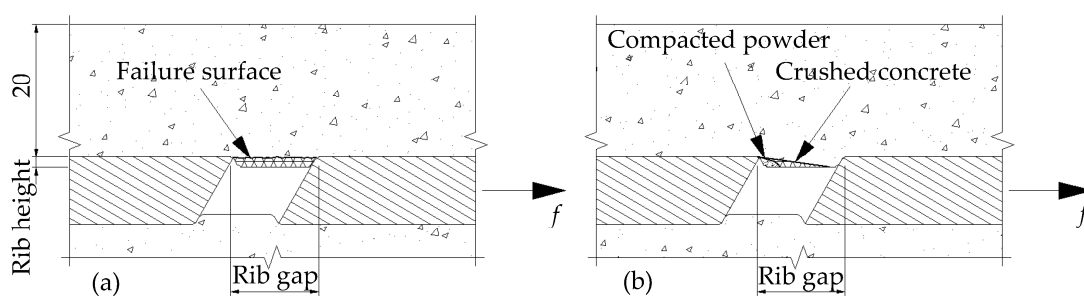 20
Rib height
Failure surface
f
(a)
Rib gap
Compacted powder
Crushed concrete
f
(b)
Rib gap